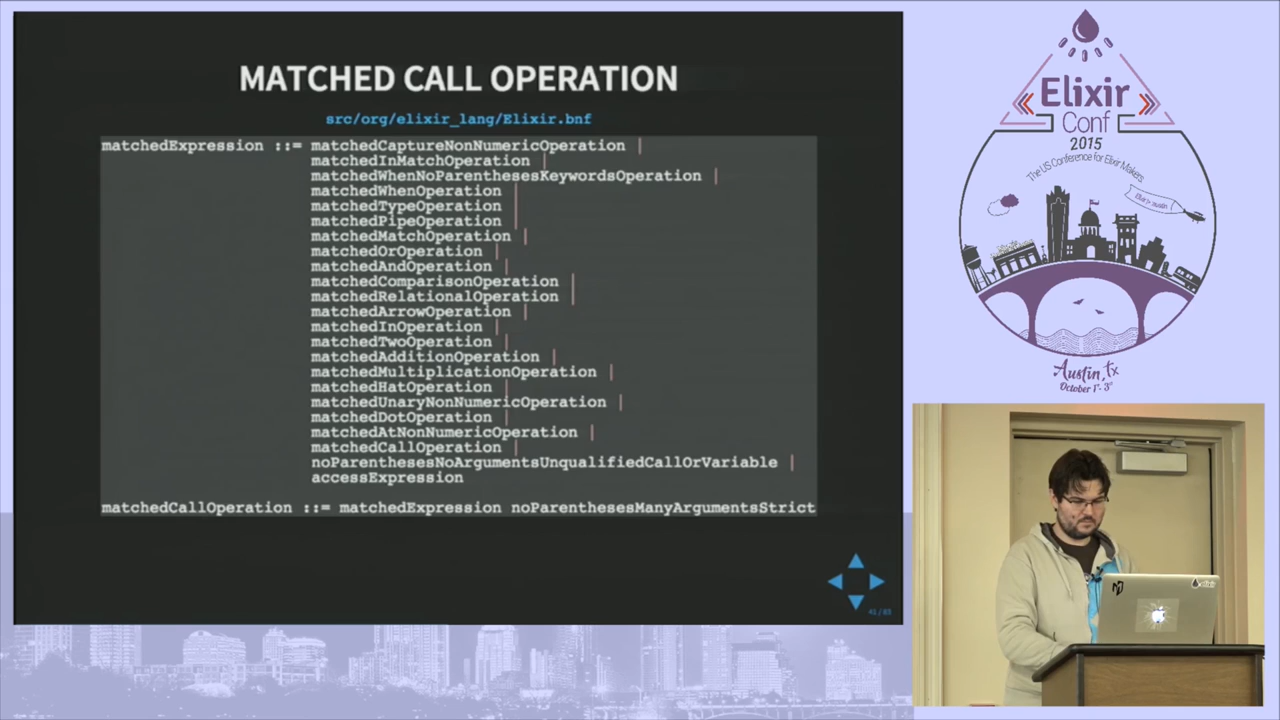 MATCHED CALL OPERATION
src/org/elixir_lang/Elixir.bnf
matchedExpression ::= matchedCaptureNonNumericOperation |
matchedInMatchOperation |
matchedWhenNoParenthesesKeywordsOperation |
matchedWhenOperation |
matchedTypeOperation |
matchedPipeOperation |
matchedMatchOperation |
matchedOrOperation |
matchedAndOperation |
matchedComparisonOperation |
matchedRelationalOperation |
matchedArrowOperation |
matchedInOperation |
matchedTwoOperation |
matchedAdditionOperation |
matchedMultiplicationOperation |
matchedHatOperation |
matchedUnaryNonNumericOperation |
matchedDotOperation |
matchedAtNonNumericOperation |
matchedCallOperation |
noParenthesesNoArgumentsUnqualifiedCallOrVariable |
accessExpression
matchedCallOperation ::= matchedExpression noParenthesesManyArgumentsStrict
Elixir
Conf
2015
The US Conference for Elixir Makers
Austin, Tx
October 1st - 3rd